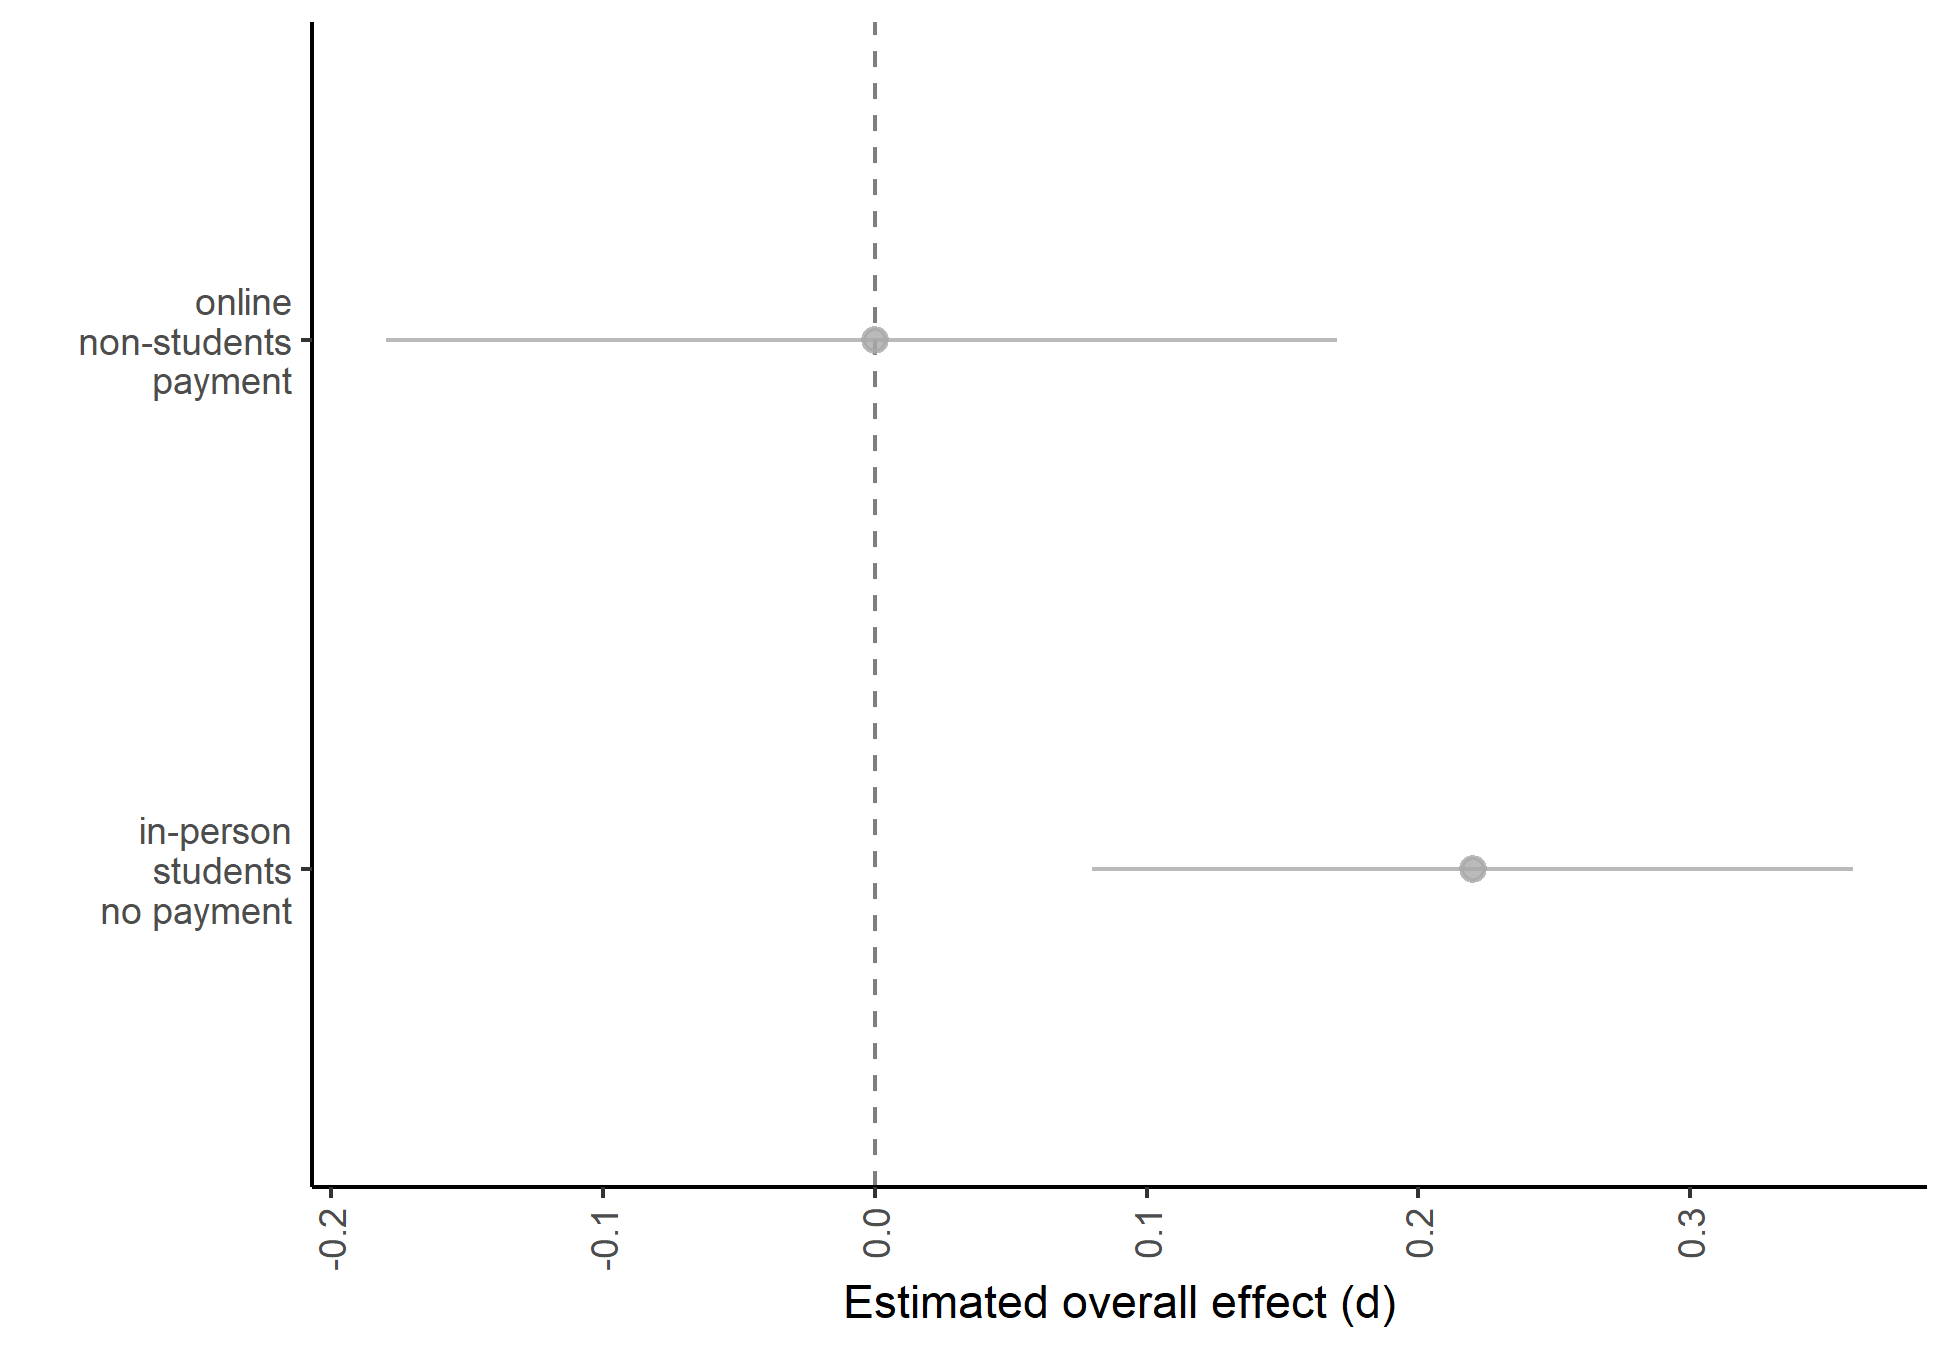 online
non-students
payment
in-person
students
no payment
-0.2
-0.1
0.0
0.1
0.2
0.3
Estimated overall effect (d)